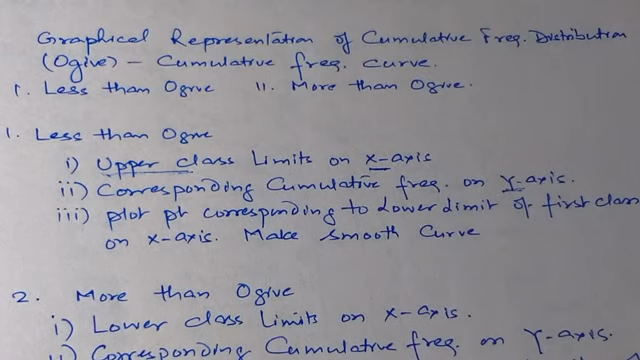 Graphical Representation of Cumulative Freq. Distribution
(Ogive) - Cumulative freq. curve.
1. Less than Ogive 11. More than Ogive.
1. Less than Ogive
i) Upper class Limits on x-axis
ii) Corresponding Cumulative freq. on Y-axis.
iii) plot pt corresponding to Lower Limit of first class
on x-axis. Make smooth Curve
2. More than Ogive
i) Lower class Limits on x-axis.
ii) Corresponding Cumulative freq. on Y-axis.